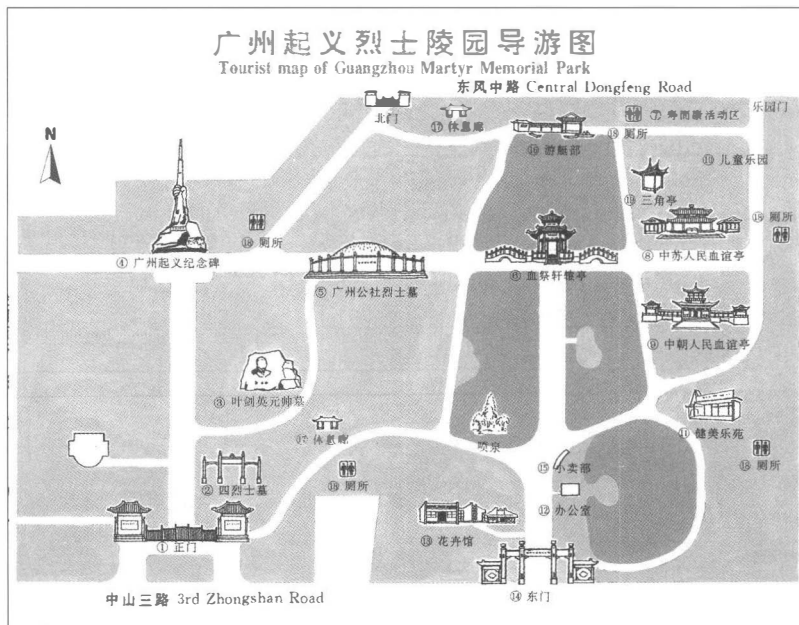 广州起义烈士陵园导游图
Tourist map of Guangzhou Martyr Memorial Park
东风中路 Central Dongfeng Road
乐园门
北门
⑰ 休息廊
⑯ 游艇部
⑱ 厕所
⑦ 活动区
儿童乐园
三角亭
N
⑱ 厕所
⑱ 厕所
④ 广州起义纪念碑
⑧ 中苏人民血谊亭
⑤ 广州公社烈士墓
⑥ 血祭轩辕亭
⑨ 中朝人民血谊亭
③ 叶剑英元帅墓
⑰ 休息廊
喷泉
健美乐苑
⑱ 厕所
⑮ 小卖部
② 四烈士墓
⑱ 厕所
⑫ 办公室
⑬ 花卉馆
① 正门
⑭ 东门
中山三路 3rd Zhongshan Road